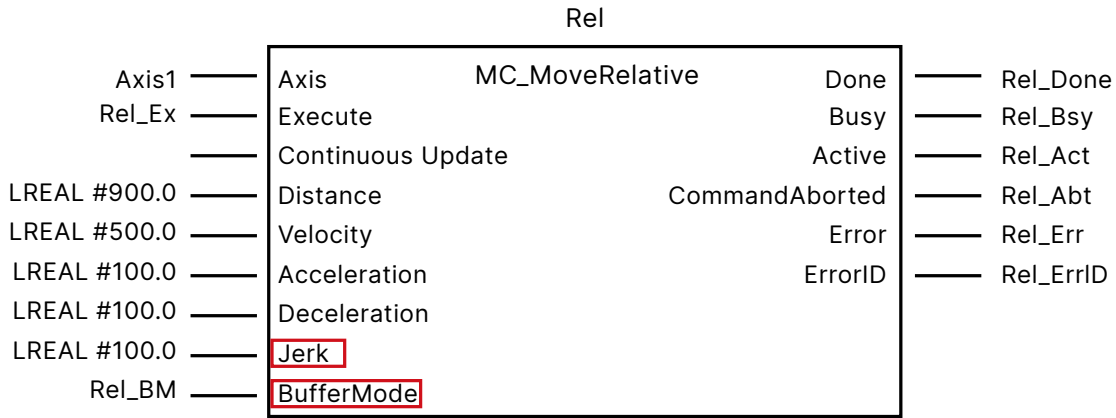 Rel
MC_MoveRelative
Axis1 Axis Done Rel_Done
Rel_Ex Execute Busy Rel_Bsy
Continuous Update Active Rel_Act
LREAL #900.0 Distance CommandAborted Rel_Abt
LREAL #500.0 Velocity Error Rel_Err
LREAL #100.0 Acceleration ErrorID Rel_ErrID
LREAL #100.0 Deceleration
LREAL #100.0 Jerk
Rel_BM BufferMode